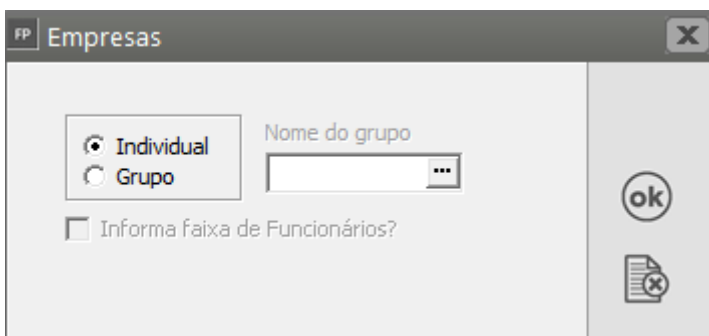 FP Empresas
Individual
Grupo
Nome do grupo
...
Informa faixa de Funcionários?
ok